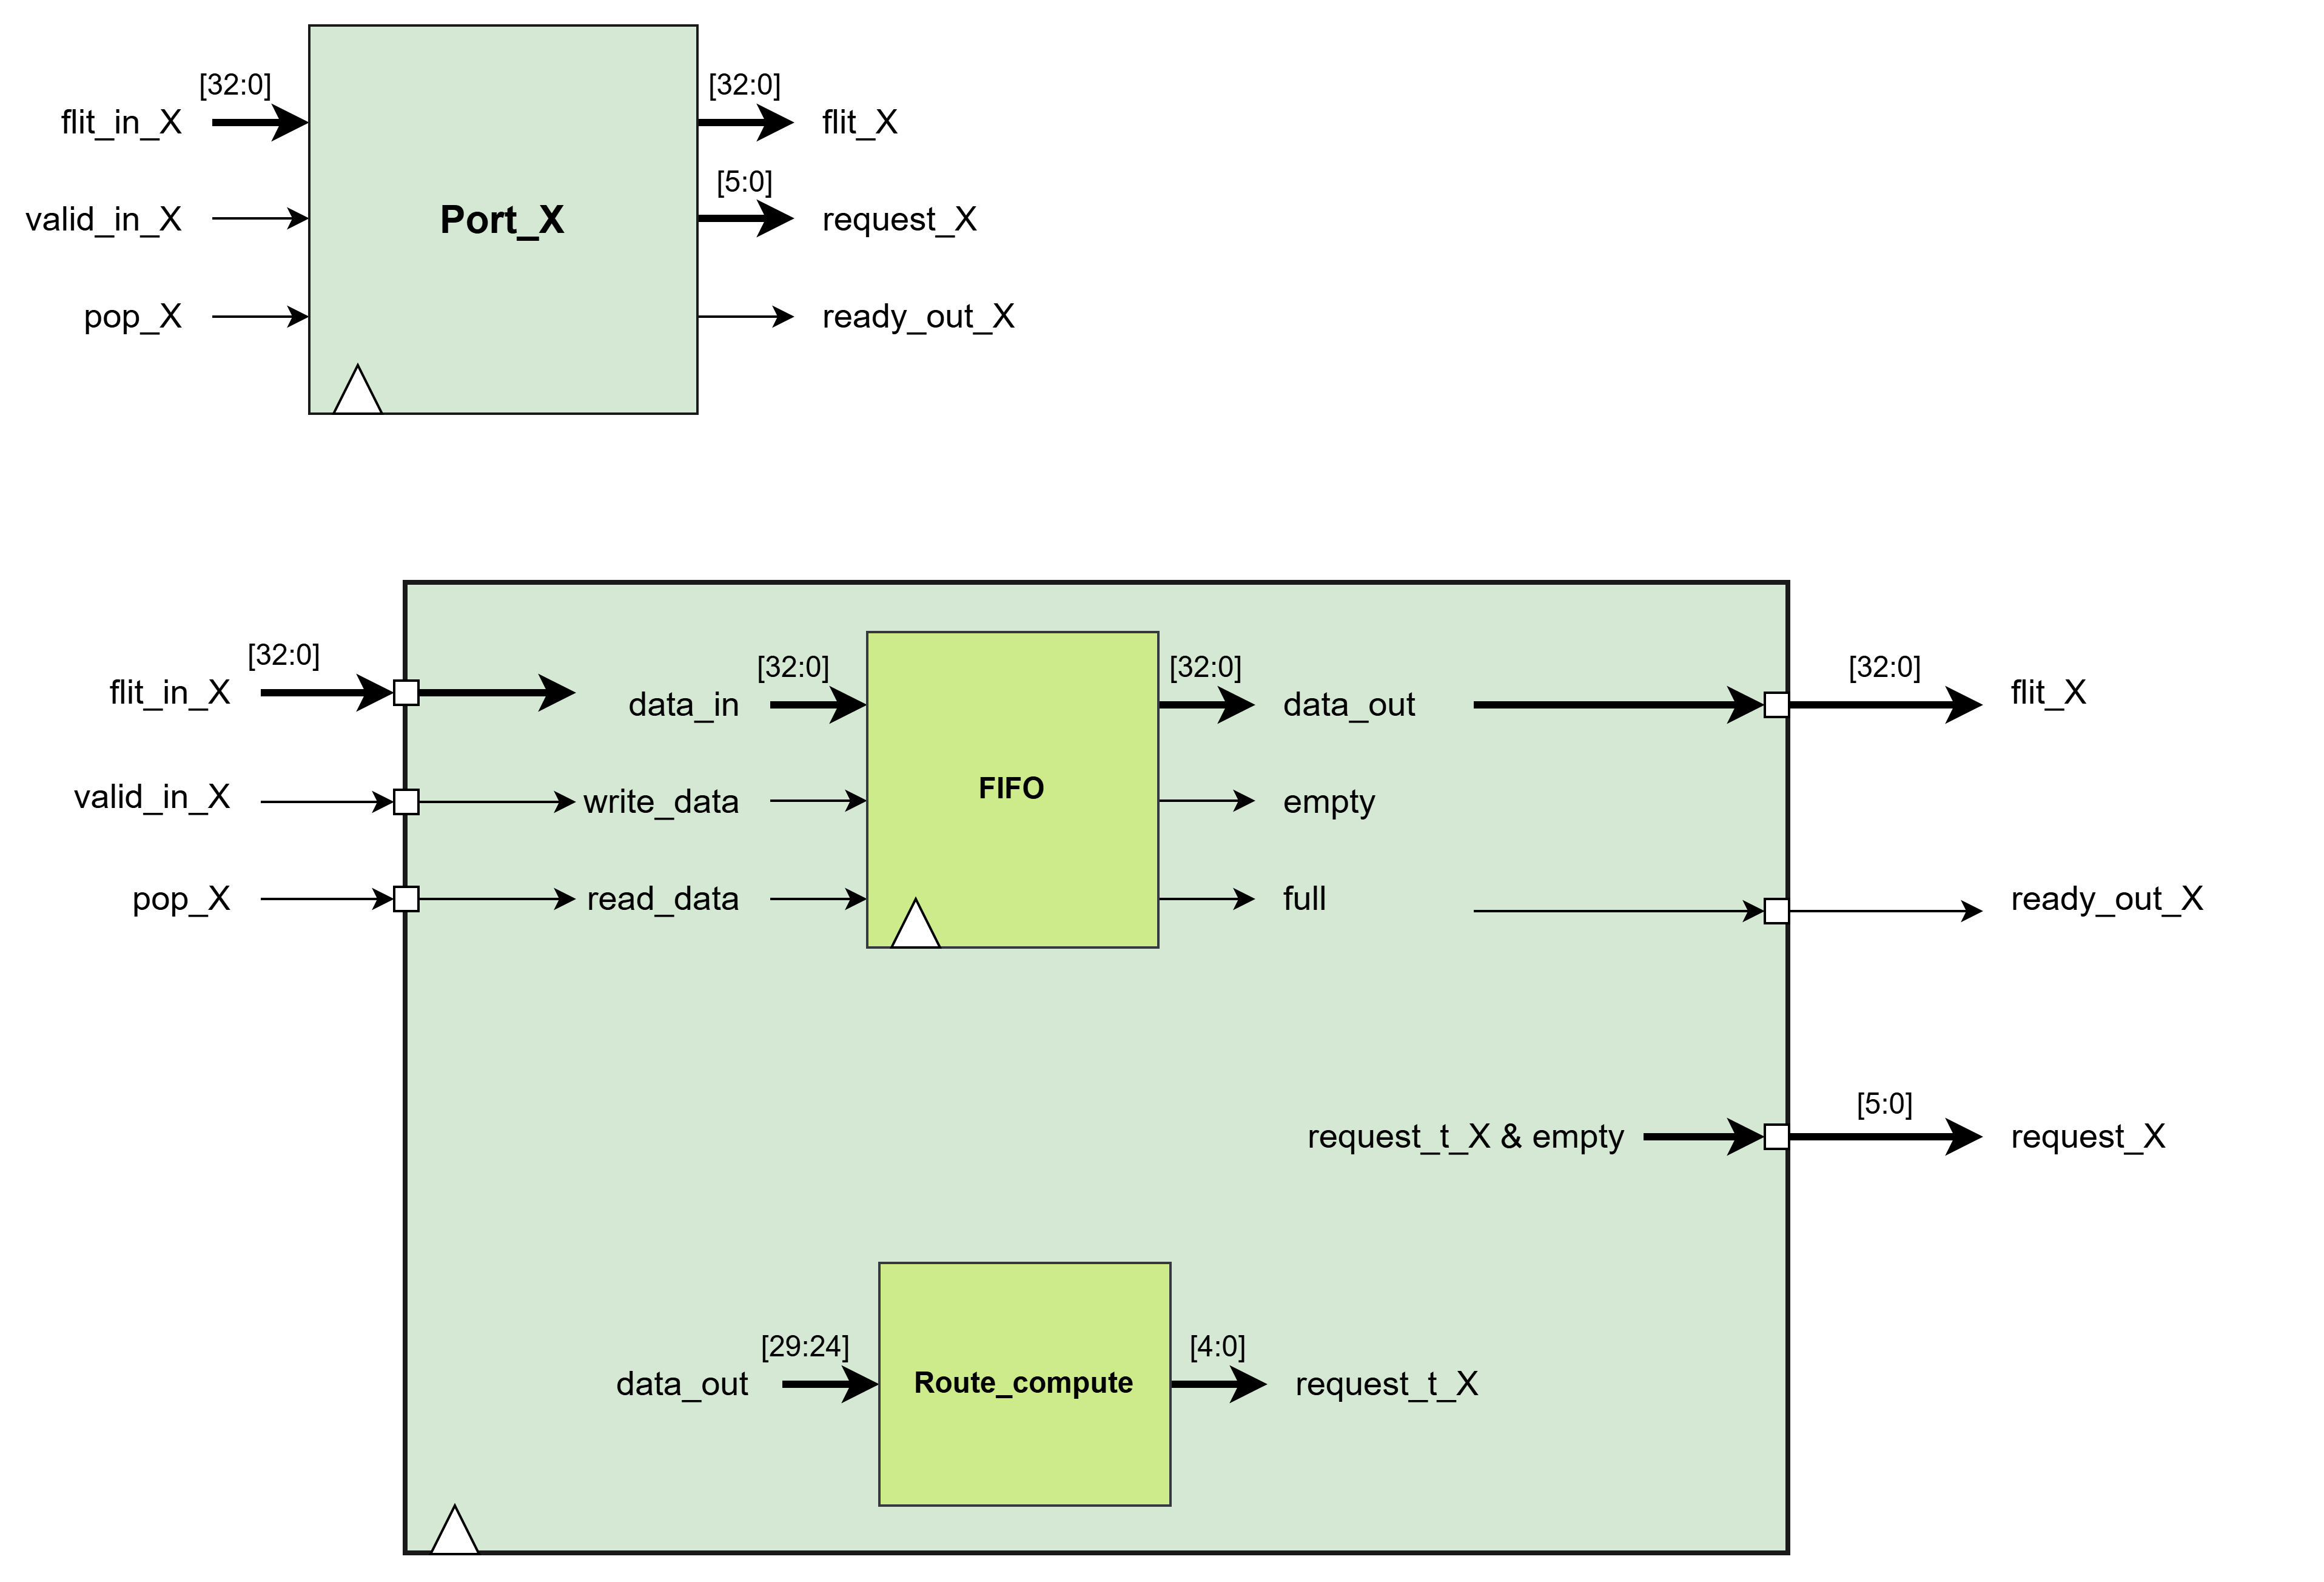 [32:0]
[32:0]
flit_in_X
flit_X
[5:0]
valid_in_X
Port_X
request_X
pop_X
ready_out_X
[32:0]
[32:0]
[32:0]
[32:0]
flit_in_X
data_in
data_out
flit_X
valid_in_X
write_data
FIFO
empty
pop_X
read_data
full
ready_out_X
[5:0]
request_t_X & empty
request_X
[29:24]
[4:0]
data_out
Route_compute
request_t_X